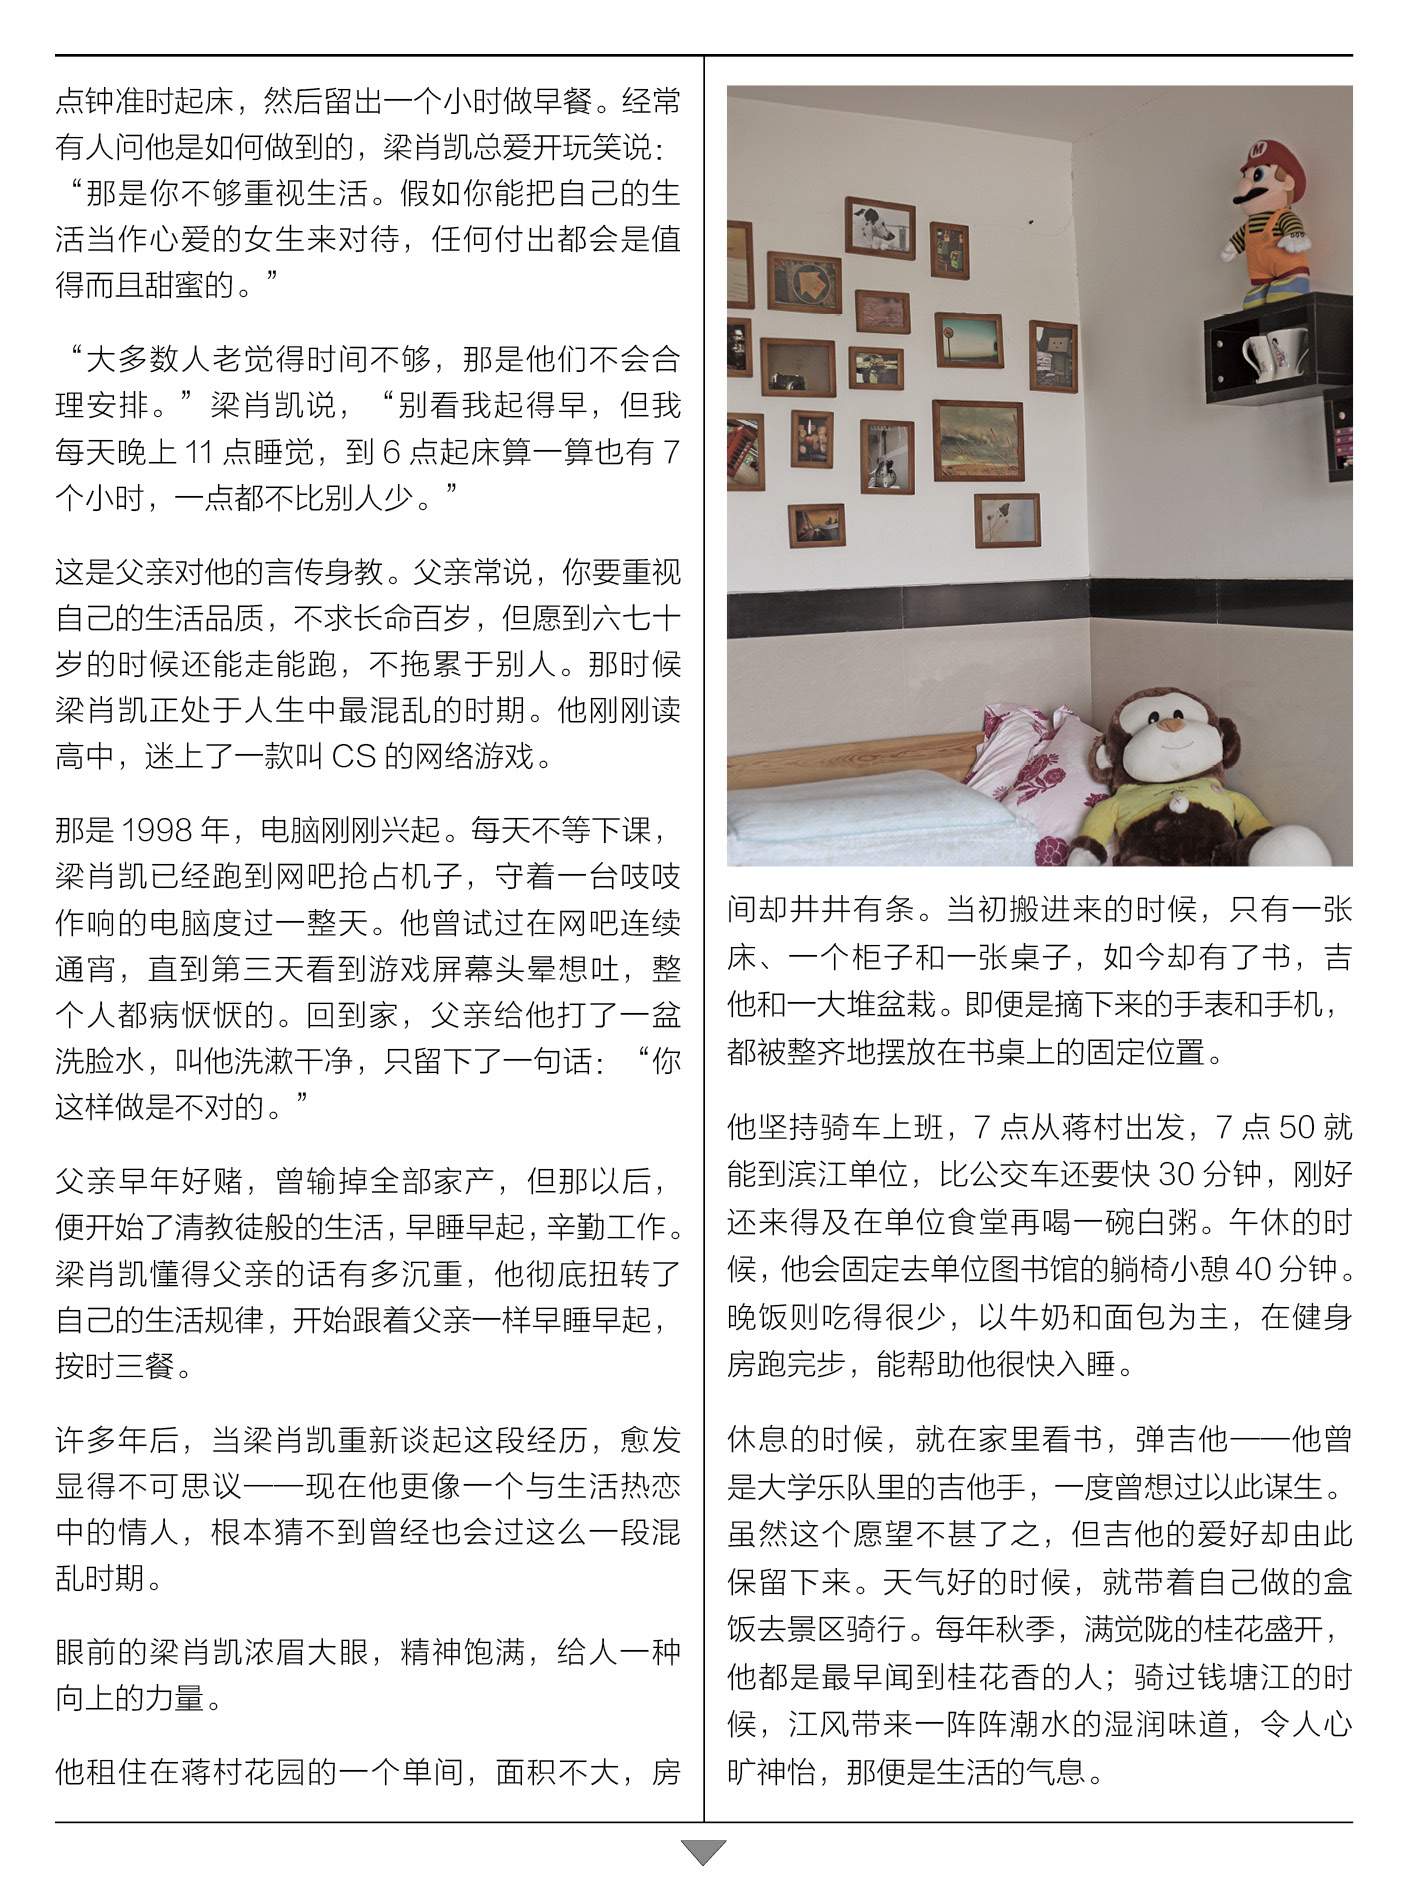 点钟准时起床，然后留出一个小时做早餐。经常
有人问他是如何做到的，梁肖凯总爱开玩笑说：
“那是你不够重视生活。假如你能把自己的生
活当作心爱的女生来对待，任何付出都会是值
得而且甜蜜的。”
“大多数人老觉得时间不够，那是他们不会合
理安排。”梁肖凯说，“别看我起得早，但我
每天晚上 11 点睡觉，到 6 点起床算一算也有 7
个小时，一点都不比别人少。”
这是父亲对他的言传身教。父亲常说，你要重视
自己的生活品质，不求长命百岁，但愿到六七十
岁的时候还能走能跑，不拖累于别人。那时候
梁肖凯正处于人生中最混乱的时期。他刚刚读
高中，迷上了一款叫 CS 的网络游戏。
那是 1998 年，电脑刚刚兴起。每天不等下课，
梁肖凯已经跑到网吧抢占机子，守着一台吱吱
作响的电脑度过一整天。他曾试过在网吧连续
通宵，直到第三天看到游戏屏幕头晕想吐，整
个人都病恹恹的。回到家，父亲给他打了一盆
洗脸水，叫他洗漱干净，只留下了一句话：“你
这样做是不对的。”
父亲早年好赌，曾输掉全部家产，但那以后，
便开始了清教徒般的生活，早睡早起，辛勤工作。
梁肖凯懂得父亲的话有多沉重，他彻底扭转了
自己的生活规律，开始跟着父亲一样早睡早起，
按时三餐。
许多年后，当梁肖凯重新谈起这段经历，愈发
显得不可思议——现在他更像一个与生活热恋
中的情人，根本猜不到曾经也会过这么一段混
乱时期。
眼前的梁肖凯浓眉大眼，精神饱满，给人一种
向上的力量。
他租住在蒋村花园的一个单间，面积不大，房
间却井井有条。当初搬进来的时候，只有一张
床、一个柜子和一张桌子，如今却有了书，吉
他和一大堆盆栽。即便是摘下来的手表和手机，
都被整齐地摆放在书桌上的固定位置。
他坚持骑车上班，7 点从蒋村出发，7 点 50 就
能到滨江单位，比公交车还要快 30 分钟，刚好
还来得及在单位食堂再喝一碗白粥。午休的时
候，他会固定去单位图书馆的躺椅小憩 40 分钟。
晚饭则吃得很少，以牛奶和面包为主，在健身
房跑完步，能帮助他很快入睡。
休息的时候，就在家里看书，弹吉他——他曾
是大学乐队里的吉他手，一度曾想过以此谋生。
虽然这个愿望不甚了之，但吉他的爱好却由此
保留下来。天气好的时候，就带着自己做的盒
饭去景区骑行。每年秋季，满觉陇的桂花盛开，
他都是最早闻到桂花香的人；骑过钱塘江的时
候，江风带来一阵阵潮水的湿润味道，令人心
旷神怡，那便是生活的气息。